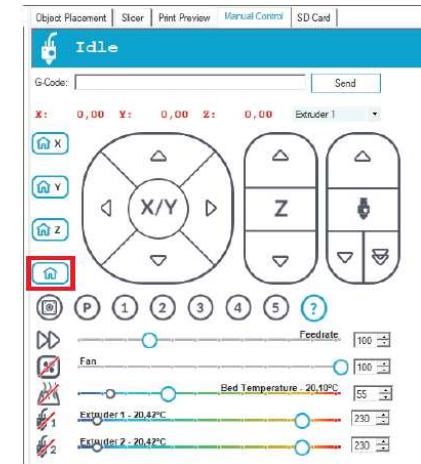 Object Placement Slicer Print Preview Manual Control SD Card
Idle
G-Code: Send
X: 0,00 Y: 0,00 Z: 0,00 Extruder 1
X
Y
Z
X/Y Z
P 1 2 3 4 5 ?
Feedrate 100
Fan 100
Bed Temperature - 20,10°C 55
1 Extruder 1 - 20,42°C 230
2 Extruder 2 - 20,42°C 230